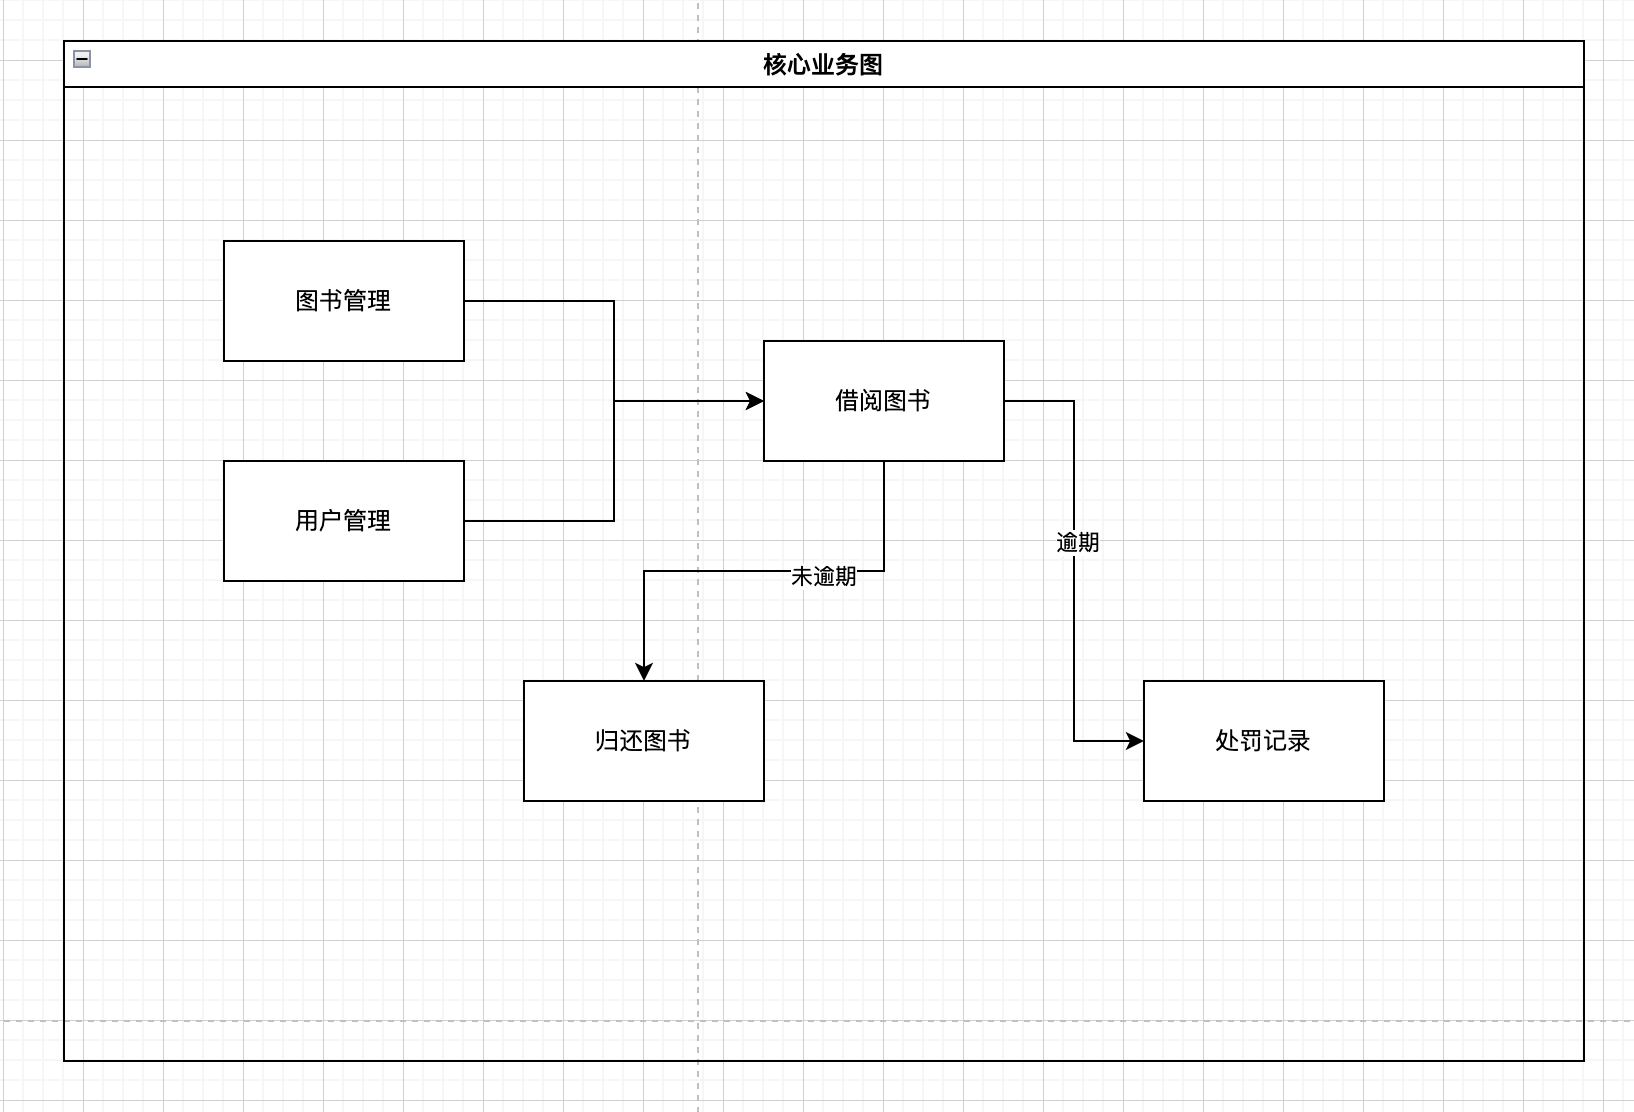 核心业务图
图书管理
借阅图书
用户管理
逾期
未逾期
归还图书
处罚记录